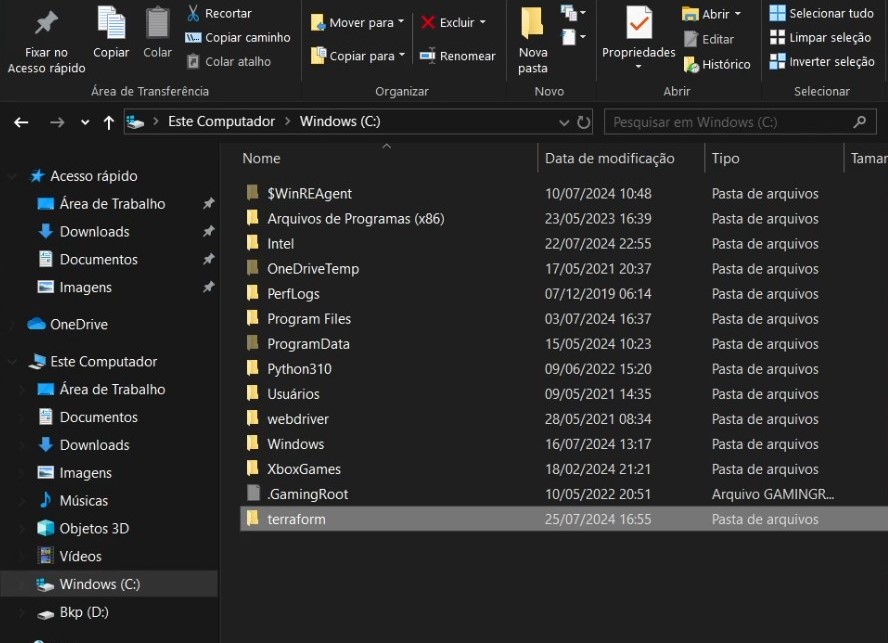 Fixar no
Acesso rápido
Copiar
Colar
Recortar
Copiar caminho
Colar atalho
Área de Transferência
Mover para
Copiar para
Excluir
Renomear
Organizar
Nova
pasta
Novo
Propriedades
Abrir
Editar
Histórico
Abrir
Selecionar tudo
Limpar seleção
Inverter seleção
Selecionar
Este Computador > Windows (C:)
Pesquisar em Windows (C:)
Acesso rápido
Área de Trabalho
Downloads
Documentos
Imagens
OneDrive
Este Computador
Área de Trabalho
Documentos
Downloads
Imagens
Músicas
Objetos 3D
Vídeos
Windows (C:)
Bkp (D:)
Nome Data de modificação Tipo Tamar
$WinREAgent 10/07/2024 10:48 Pasta de arquivos
Arquivos de Programas (x86) 23/05/2023 16:39 Pasta de arquivos
Intel 22/07/2024 22:55 Pasta de arquivos
OneDriveTemp 17/05/2021 20:37 Pasta de arquivos
PerfLogs 07/12/2019 06:14 Pasta de arquivos
Program Files 03/07/2024 16:37 Pasta de arquivos
ProgramData 15/05/2024 10:23 Pasta de arquivos
Python310 09/06/2022 15:20 Pasta de arquivos
Usuários 09/05/2021 14:35 Pasta de arquivos
webdriver 28/05/2021 08:34 Pasta de arquivos
Windows 16/07/2024 13:17 Pasta de arquivos
XboxGames 18/02/2024 21:21 Pasta de arquivos
.GamingRoot 10/05/2022 20:51 Arquivo GAMINGR...
terraform 25/07/2024 16:55 Pasta de arquivos